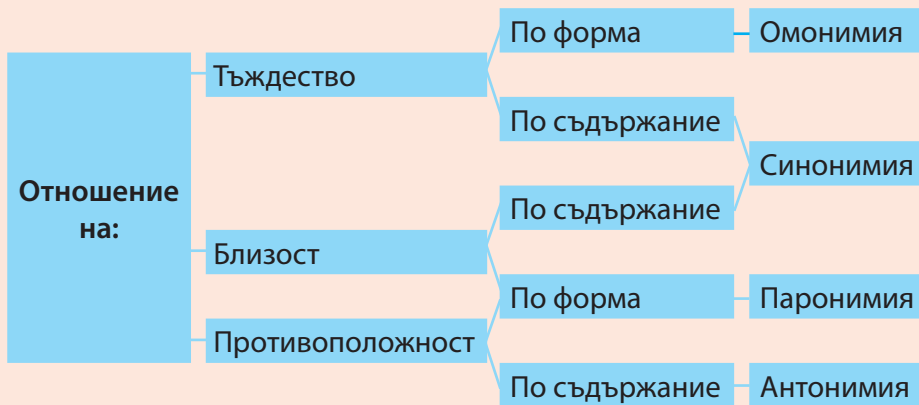 Отношение
на:
Тъждество
Близост
Противоположност
По форма
По съдържание
По съдържание
По форма
По съдържание
Омонимия
Синонимия
Паронимия
Антонимия